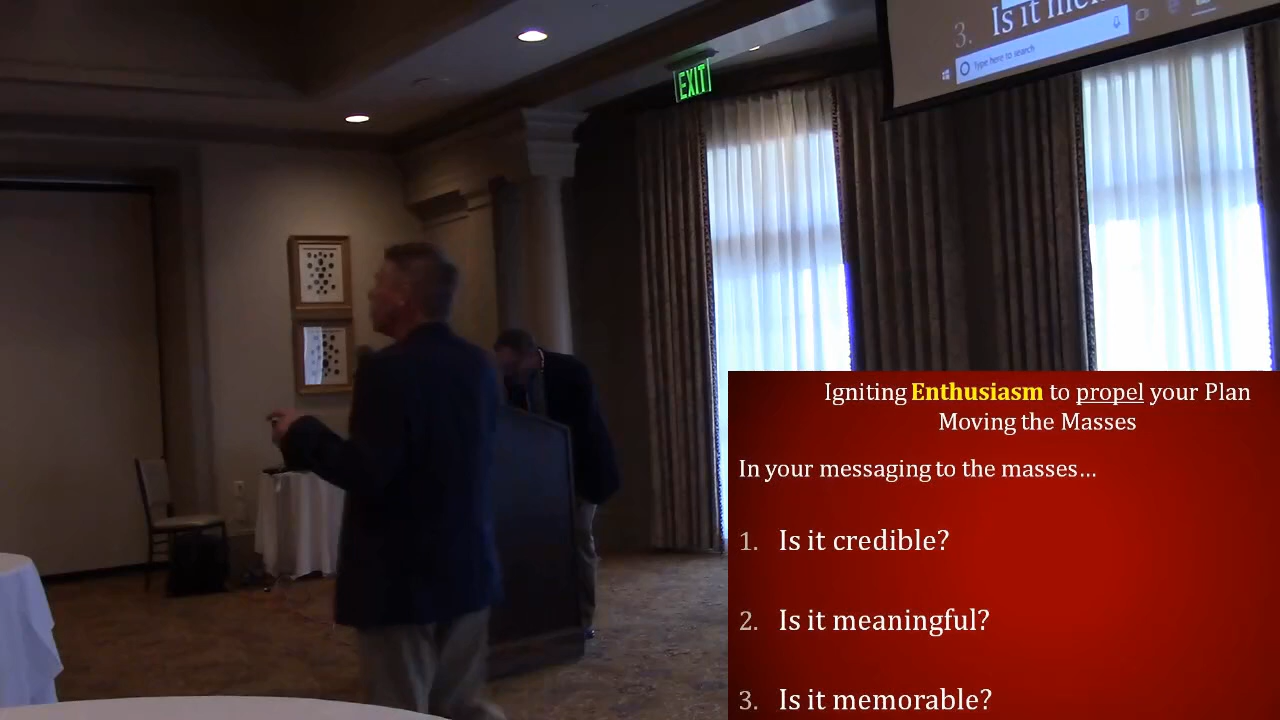 3. Is it
Type here to search
EXIT
Igniting Enthusiasm to propel your Plan
Moving the Masses
In your messaging to the masses...
1. Is it credible?
2. Is it meaningful?
3. Is it memorable?